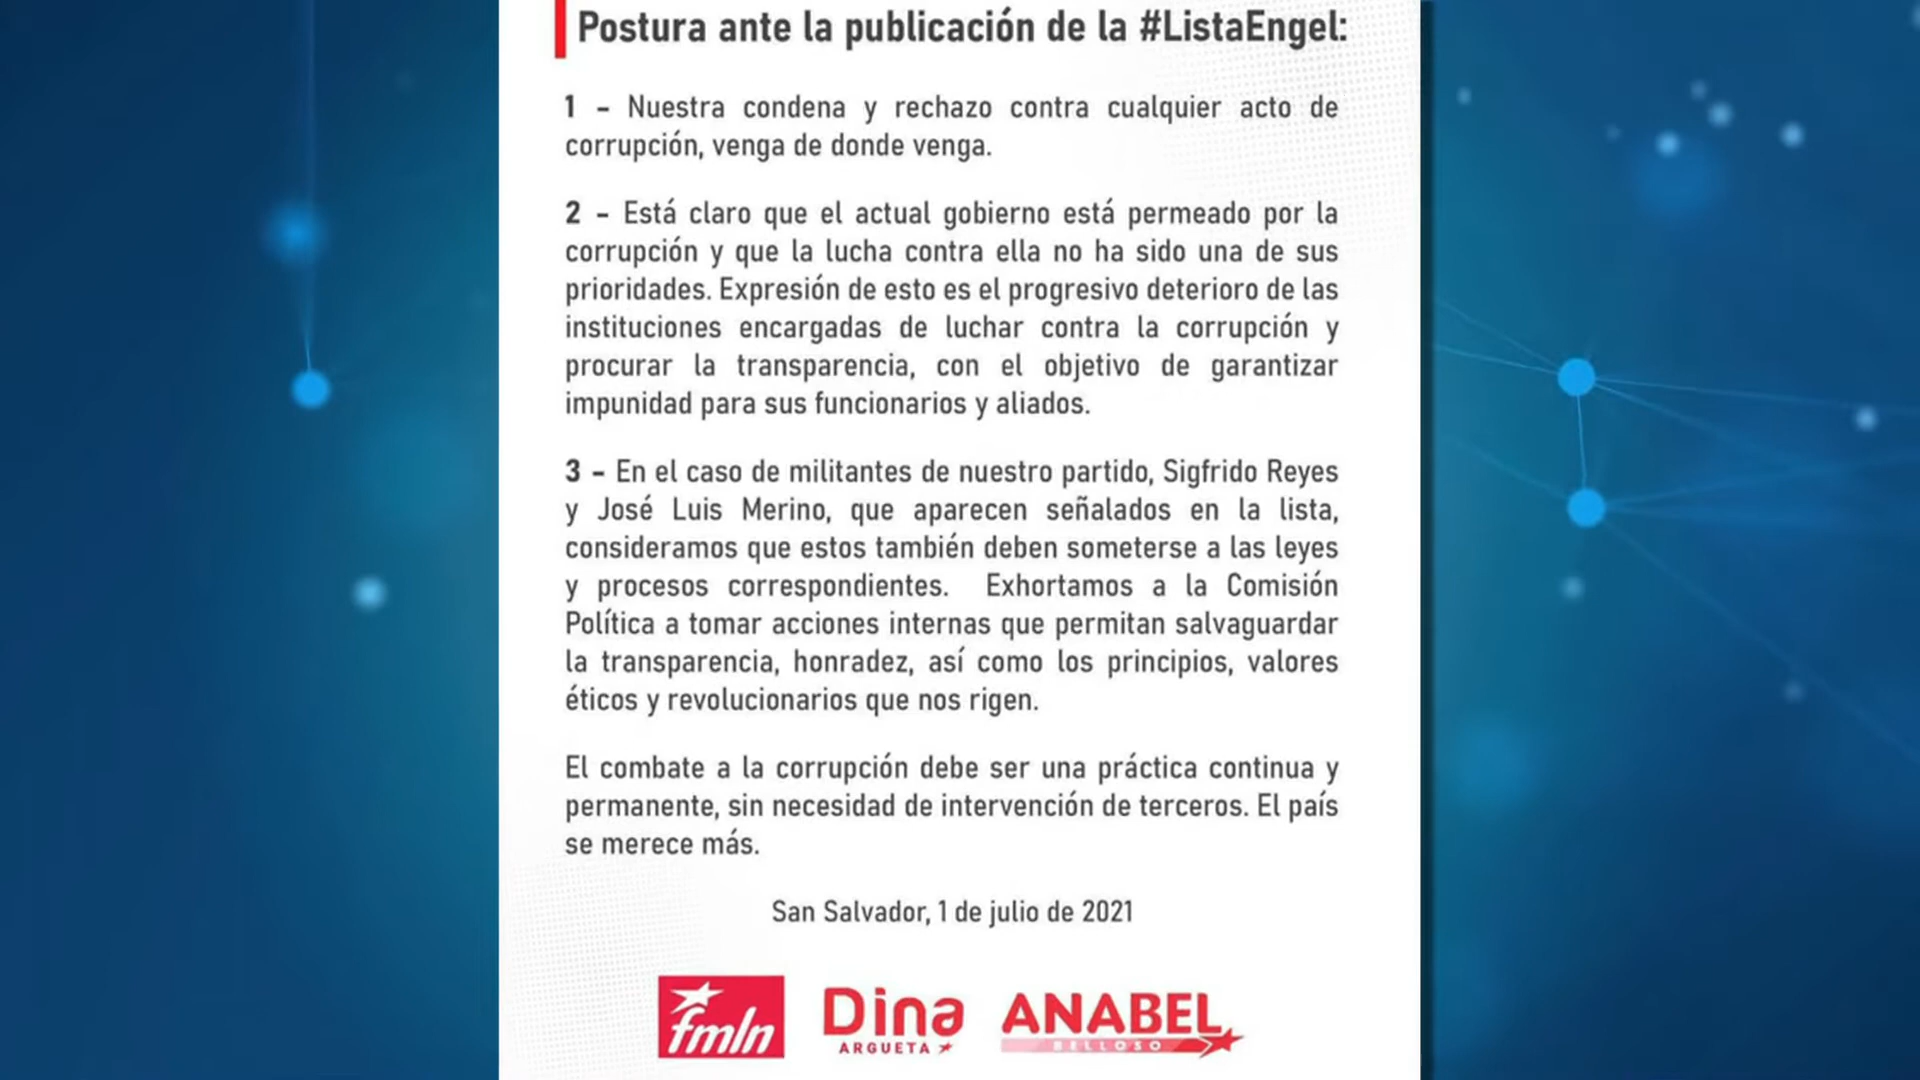 Postura ante la publicación de la #ListaEngel:
1 - Nuestra condena y rechazo contra cualquier acto de
corrupción, venga de donde venga.
2 - Está claro que el actual gobierno está permeado por la
corrupción y que la lucha contra ella no ha sido una de sus
prioridades. Expresión de esto es el progresivo deterioro de las
instituciones encargadas de luchar contra la corrupción y
procurar la transparencia, con el objetivo de garantizar
impunidad para sus funcionarios y aliados.
3 - En el caso de militantes de nuestro partido, Sigfrido Reyes
y José Luis Merino, que aparecen señalados en la lista,
consideramos que estos también deben someterse a las leyes
y procesos correspondientes. Exhortamos a la Comisión
Política a tomar acciones internas que permitan salvaguardar
la transparencia, honradez, así como los principios, valores
éticos y revolucionarios que nos rigen.
El combate a la corrupción debe ser una práctica continua y
permanente, sin necesidad de intervención de terceros. El país
se merece más.
San Salvador, 1 de julio de 2021
fmln Dina ANABEL
ARGUETA BELLOSO